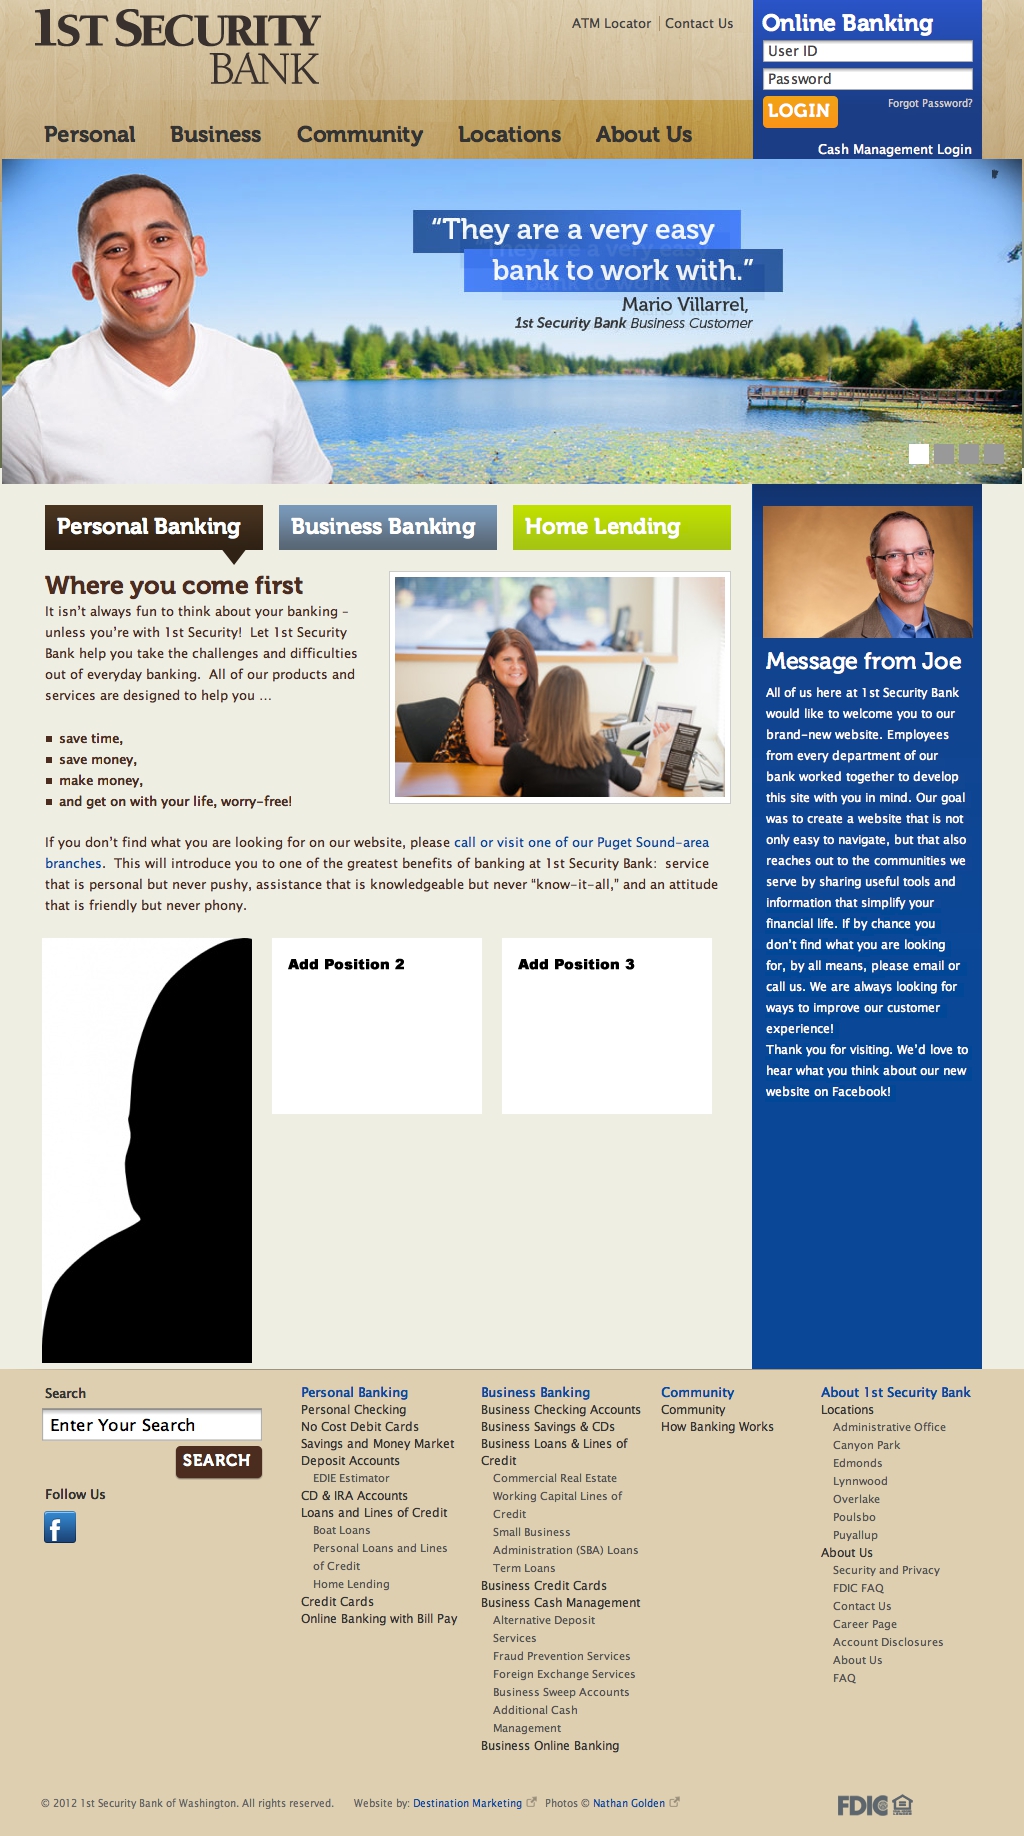 1ST SECURITY
BANK
ATM Locator
Contact Us
Online Banking
User ID
Password
LOGIN
Forgot Password?
Cash Management Login
Personal
Business
Community
Locations
About Us
“They are a very easy
bank to work with.”
Mario Villarrel,
1st Security Bank Business Customer
Personal Banking
Business Banking
Home Lending
Where you come first
It isn’t always fun to think about your banking –
unless you’re with 1st Security!  Let 1st Security
Bank help you take the challenges and difficulties
out of everyday banking.  All of our products and
services are designed to help you ...
save time,
save money,
make money,
and get on with your life, worry-free!
If you don’t find what you are looking for on our website, please call or visit one of our Puget Sound-area
branches.  This will introduce you to one of the greatest benefits of banking at 1st Security Bank:  service
that is personal but never pushy, assistance that is knowledgeable but never “know-it-all,” and an attitude
that is friendly but never phony.
Add Position 2
Add Position 3
Message from Joe
All of us here at 1st Security Bank
would like to welcome you to our
brand-new website. Employees
from every department of our
bank worked together to develop
this site with you in mind. Our goal
was to create a website that is not
only easy to navigate, but that also
reaches out to the communities we
serve by sharing useful tools and
information that simplify your
financial life. If by chance you
don’t find what you are looking
for, by all means, please email or
call us. We are always looking for
ways to improve our customer
experience!
Thank you for visiting. We’d love to
hear what you think about our new
website on Facebook!
Search
Enter Your Search
SEARCH
Follow Us
f
Personal Banking
Personal Checking
No Cost Debit Cards
Savings and Money Market
Deposit Accounts
EDIE Estimator
CD & IRA Accounts
Loans and Lines of Credit
Boat Loans
Personal Loans and Lines
of Credit
Home Lending
Credit Cards
Online Banking with Bill Pay
Business Banking
Business Checking Accounts
Business Savings & CDs
Business Loans & Lines of
Credit
Commercial Real Estate
Working Capital Lines of
Credit
Small Business
Administration (SBA) Loans
Term Loans
Business Credit Cards
Business Cash Management
Alternative Deposit
Services
Fraud Prevention Services
Foreign Exchange Services
Business Sweep Accounts
Additional Cash
Management
Business Online Banking
Community
Community
How Banking Works
About 1st Security Bank
Locations
Administrative Office
Canyon Park
Edmonds
Lynnwood
Overlake
Poulsbo
Puyallup
About Us
Security and Privacy
FDIC FAQ
Contact Us
Career Page
Account Disclosures
About Us
FAQ
© 2012 1st Security Bank of Washington. All rights reserved.
Website by: Destination Marketing
Photos © Nathan Golden
FDIC